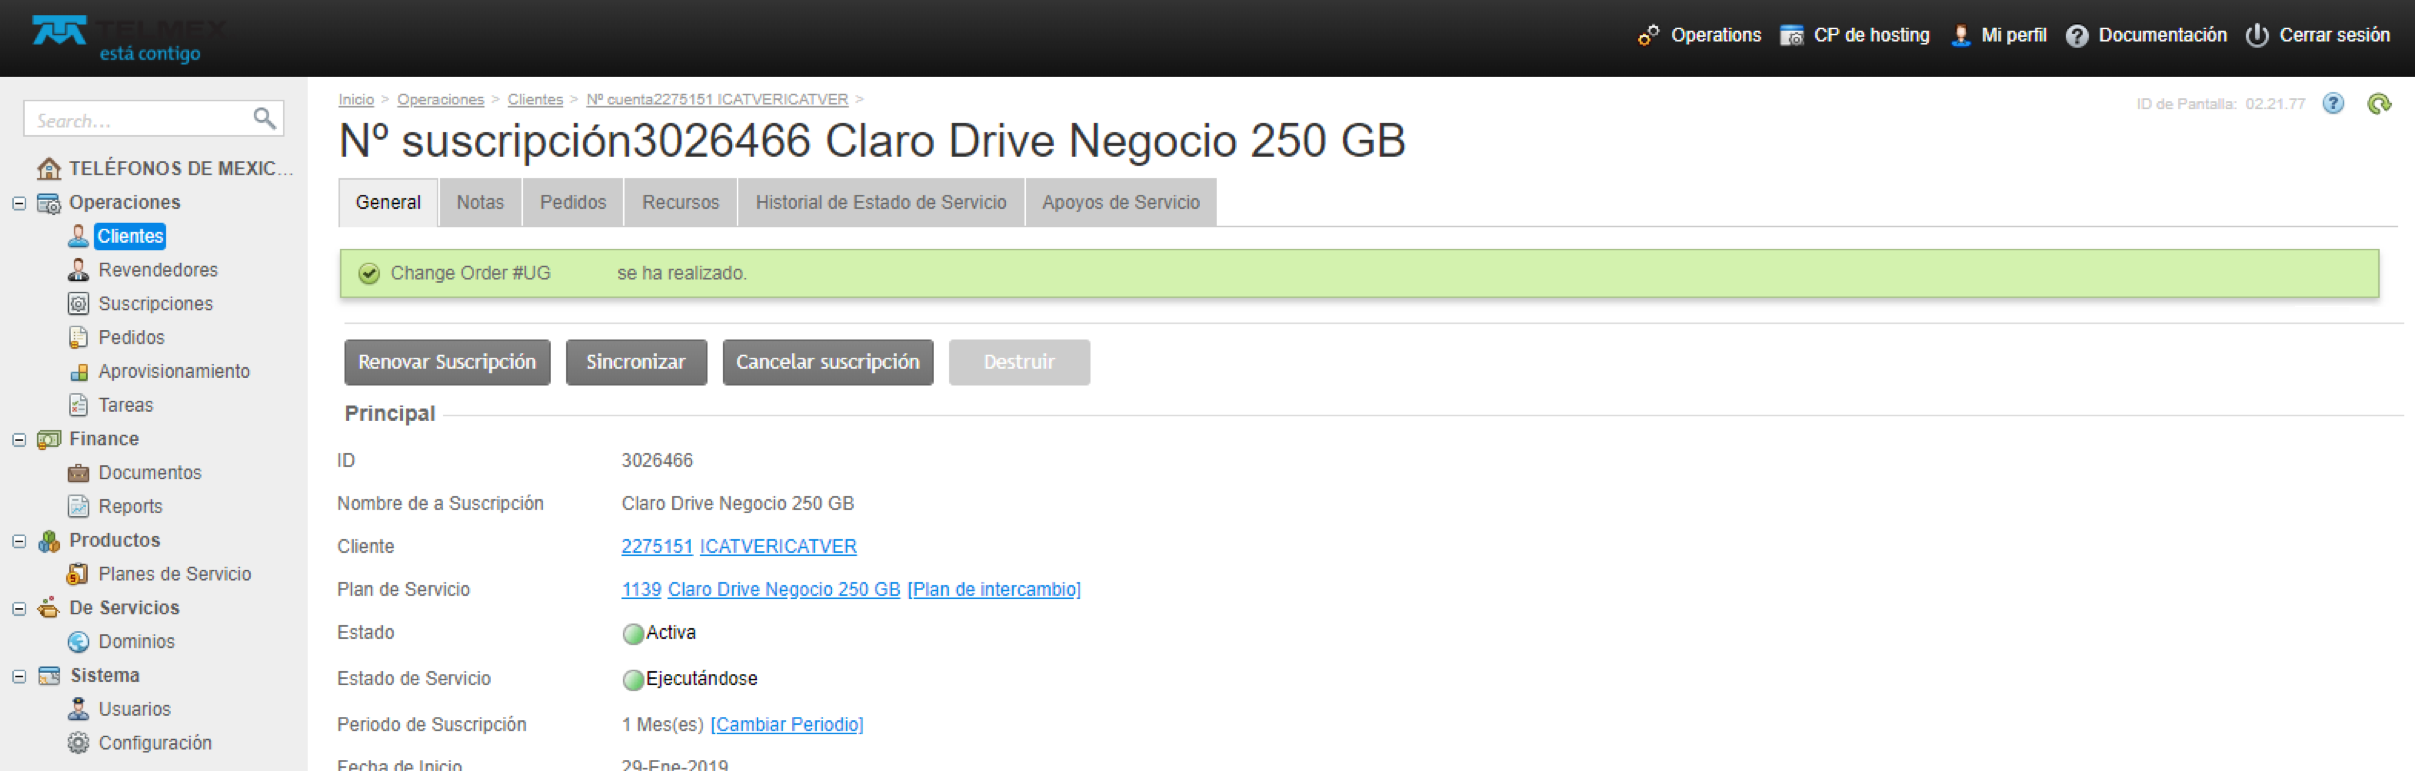 TELMEX
está contigo
Operations
CP de hosting
Mi perfil
Documentación
Cerrar sesión
Search...
TELÉFONOS DE MEXIC...
Operaciones
Clientes
Revendedores
Suscripciones
Pedidos
Aprovisionamiento
Tareas
Finance
Documentos
Reports
Productos
Planes de Servicio
De Servicios
Dominios
Sistema
Usuarios
Configuración
Inicio > Operaciones > Clientes > Nº cuenta2275151 ICATVERICATVER >
ID de Pantalla: 02.21.77
Nº suscripción3026466 Claro Drive Negocio 250 GB
General
Notas
Pedidos
Recursos
Historial de Estado de Servicio
Apoyos de Servicio
Change Order #UG se ha realizado.
Renovar Suscripción
Sincronizar
Cancelar suscripción
Destruir
Principal
ID 3026466
Nombre de a Suscripción Claro Drive Negocio 250 GB
Cliente 2275151 ICATVERICATVER
Plan de Servicio 1139 Claro Drive Negocio 250 GB [Plan de intercambio]
Estado Activa
Estado de Servicio Ejecutándose
Periodo de Suscripción 1 Mes(es) [Cambiar Periodio]
Fecha de Inicio 29-Ene-2019